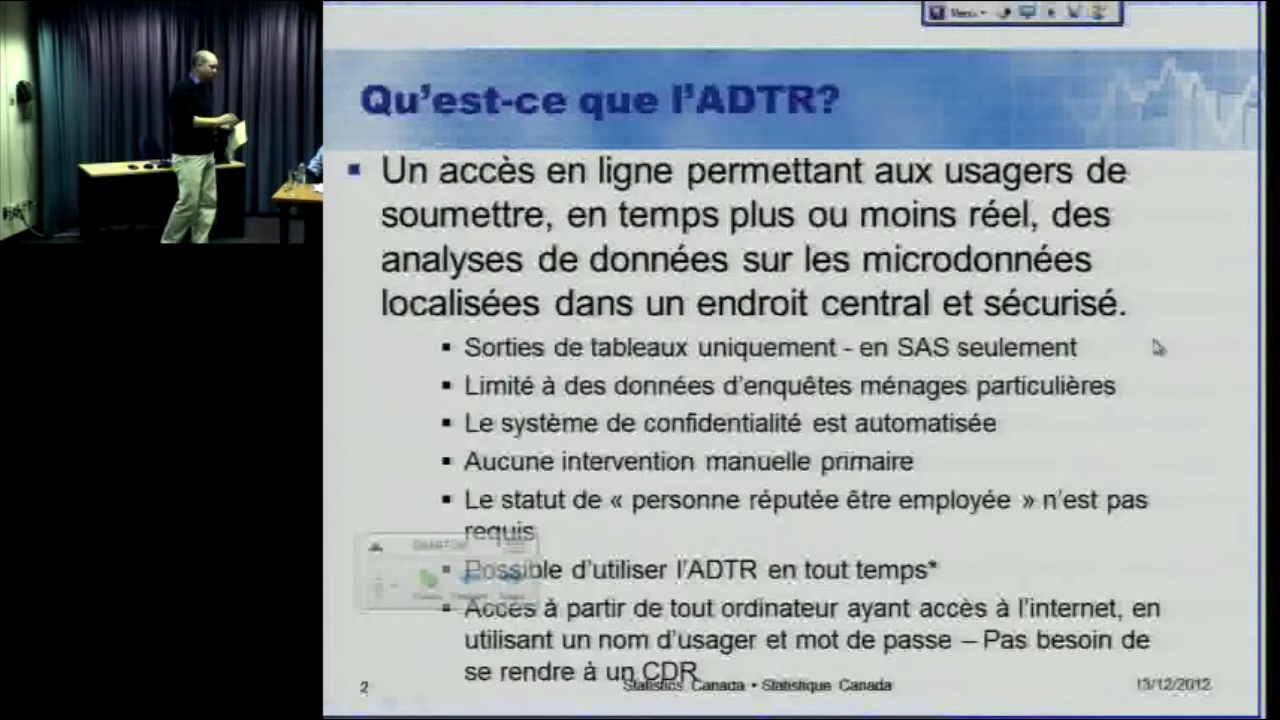 Menu
Qu'est-ce que l'ADTR?
▪ Un accès en ligne permettant aux usagers de
soumettre, en temps plus ou moins réel, des
analyses de données sur les microdonnées
localisées dans un endroit central et sécurisé.
▪ Sorties de tableaux uniquement - en SAS seulement
▪ Limité à des données d'enquêtes ménages particulières
▪ Le système de confidentialité est automatisée
▪ Aucune intervention manuelle primaire
▪ Le statut de « personne réputée être employée » n'est pas
requis
▪ Possible d'utiliser l'ADTR en tout temps*
▪ Accès à partir de tout ordinateur ayant accès à l'internet, en
utilisant un nom d'usager et mot de passe – Pas besoin de
se rendre à un CDR
2
Statistics Canada • Statistique Canada
13/12/2012